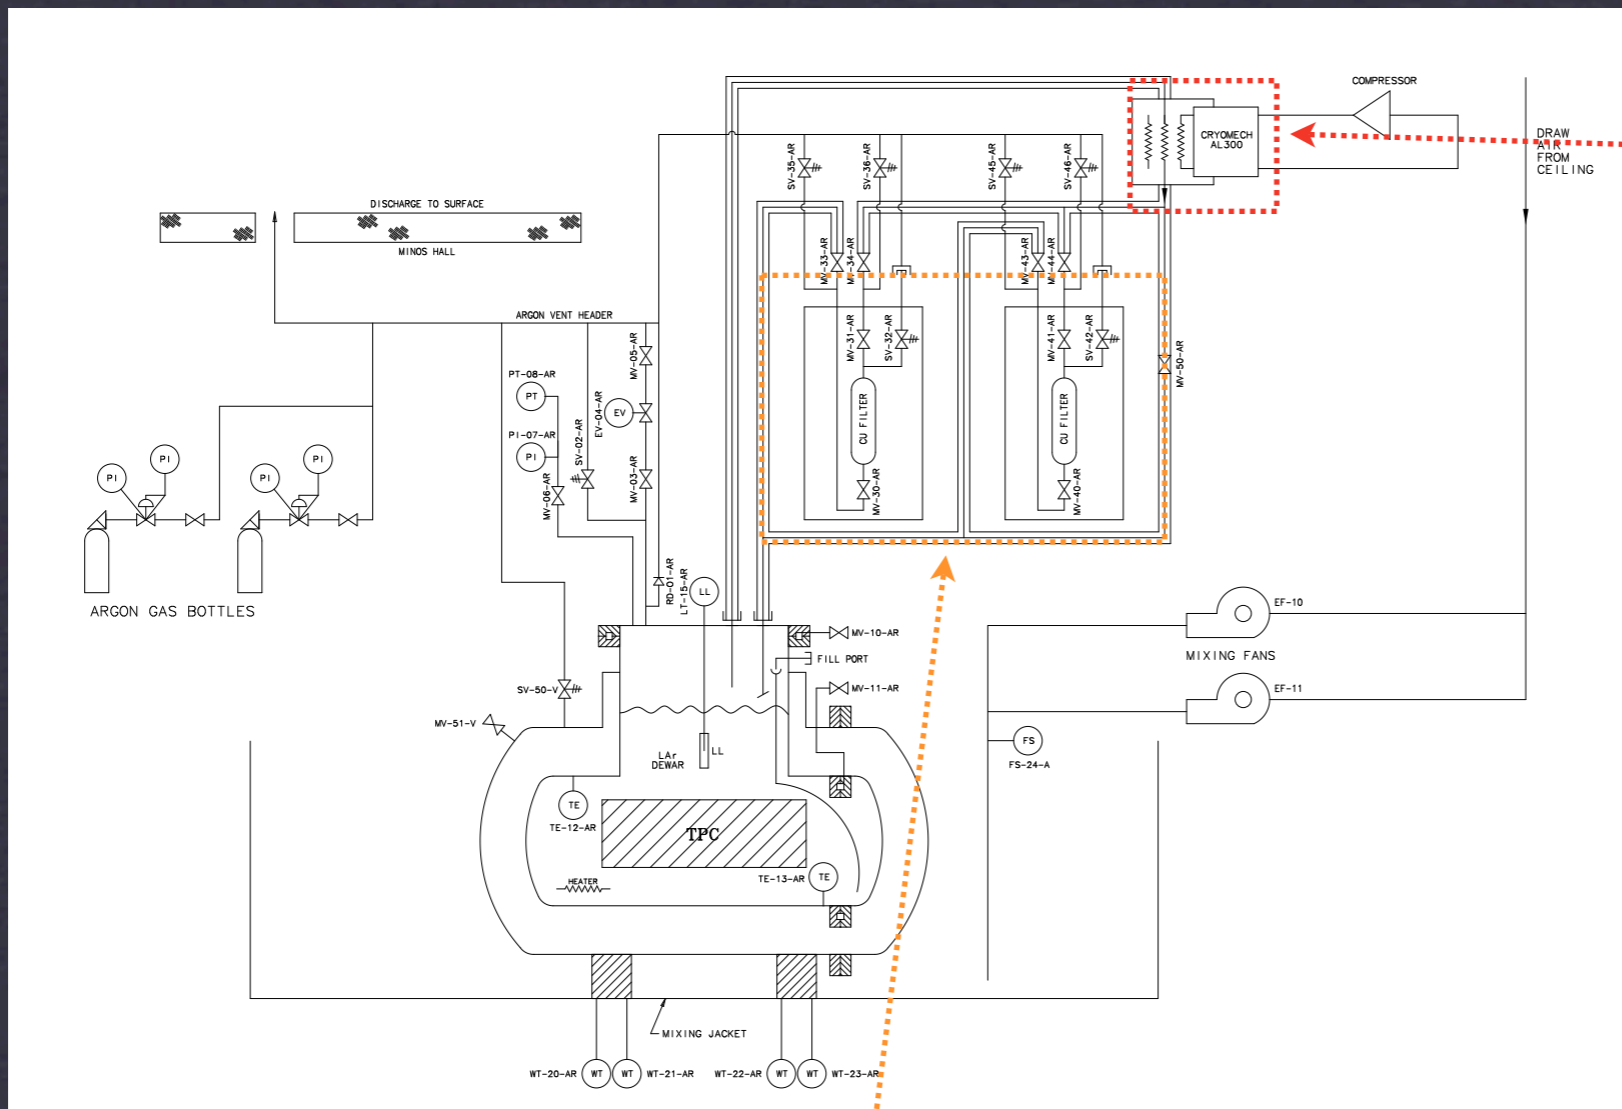 COMPRESSOR
CRYOMECH
AL300
DRAW
AIR
FROM
CEILING
SV-35-AR
SV-36-AR
SV-45-AR
SV-46-AR
DISCHARGE TO SURFACE
MINOS HALL
MV-33-AR
MV-34-AR
MV-43-AR
MV-44-AR
ARGON VENT HEADER
MV-31-AR
SV-32-AR
MV-41-AR
SV-42-AR
MV-50-AR
MV-05-AR
PT-08-AR
PT
EV-04-AR
EV
CU FILTER
CU FILTER
PI-07-AR
PI
SV-02-AR
MV-06-AR
MV-03-AR
MV-30-AR
MV-40-AR
PI
PI
PI
PI
ARGON GAS BOTTLES
RD-01-AR
LT-15-AR
LL
EF-10
MV-10-AR
FILL PORT
MIXING FANS
SV-50-V
MV-11-AR
EF-11
MV-51-V
LL
LAr
DEWAR
FS
FS-24-A
TE
TE-12-AR
TPC
TE-13-AR
TE
HEATER
MIXING JACKET
WT-20-AR
WT
WT
WT-21-AR
WT-22-AR
WT
WT
WT-23-AR